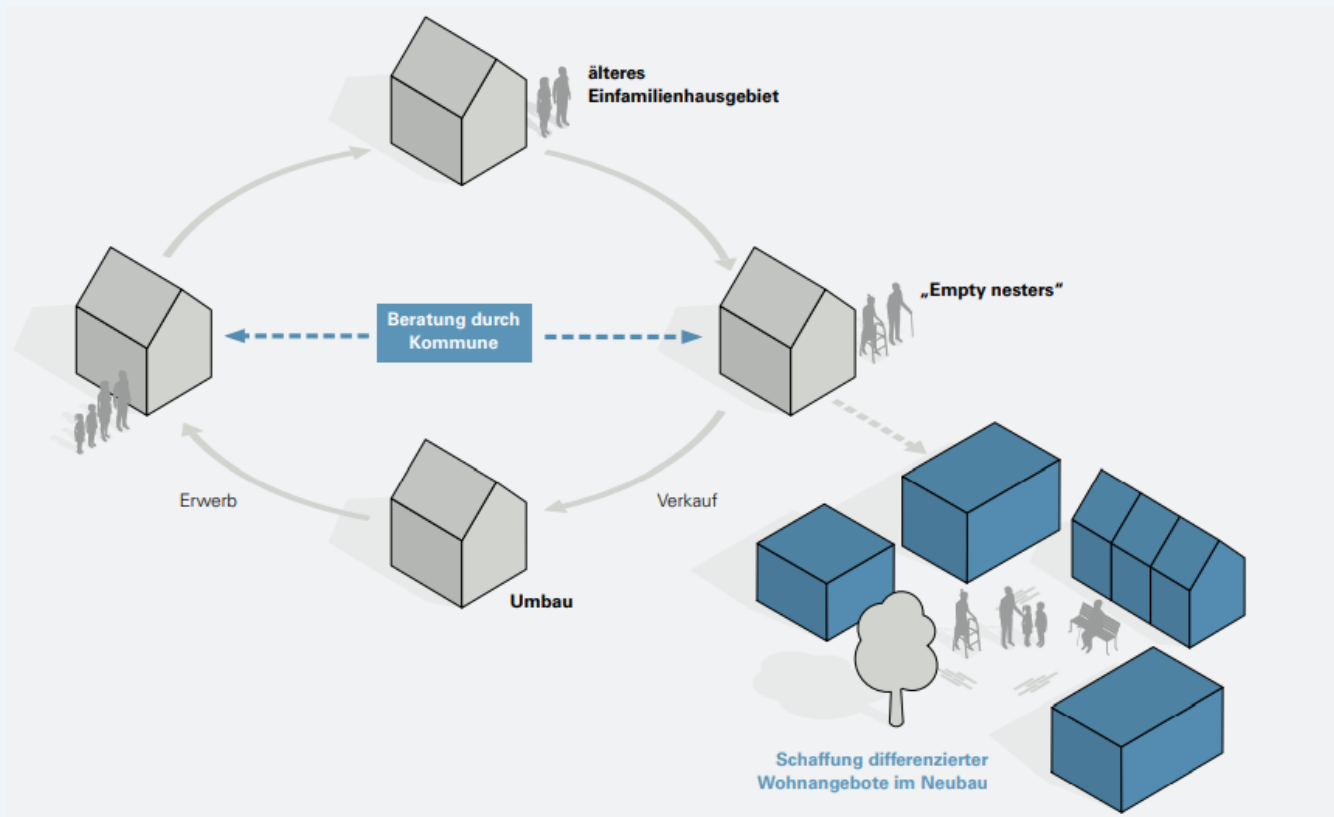 älteres
Einfamilienhausgebiet
„Empty nesters“
Beratung durch
Kommune
Erwerb
Verkauf
Umbau
Schaffung differenzierter
Wohnangebote im Neubau